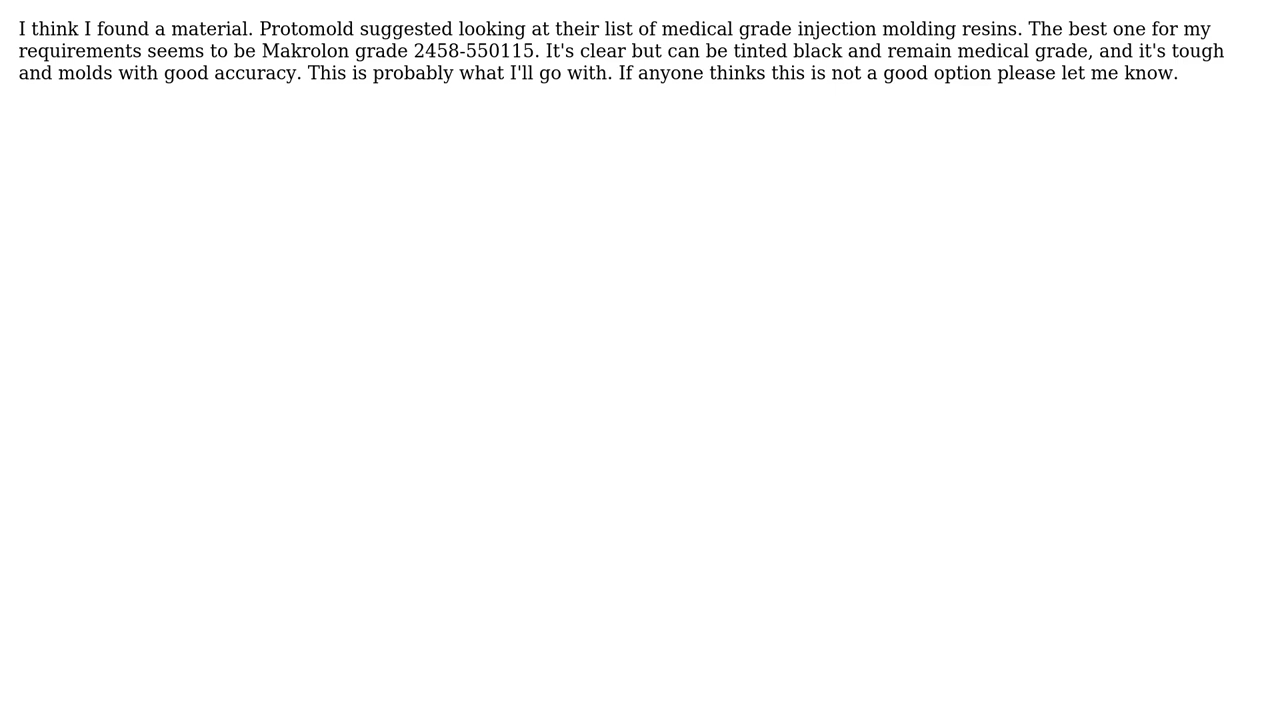 I think I found a material. Protomold suggested looking at their list of medical grade injection molding resins. The best one for my
requirements seems to be Makrolon grade 2458-550115. It's clear but can be tinted black and remain medical grade, and it's tough
and molds with good accuracy. This is probably what I'll go with. If anyone thinks this is not a good option please let me know.